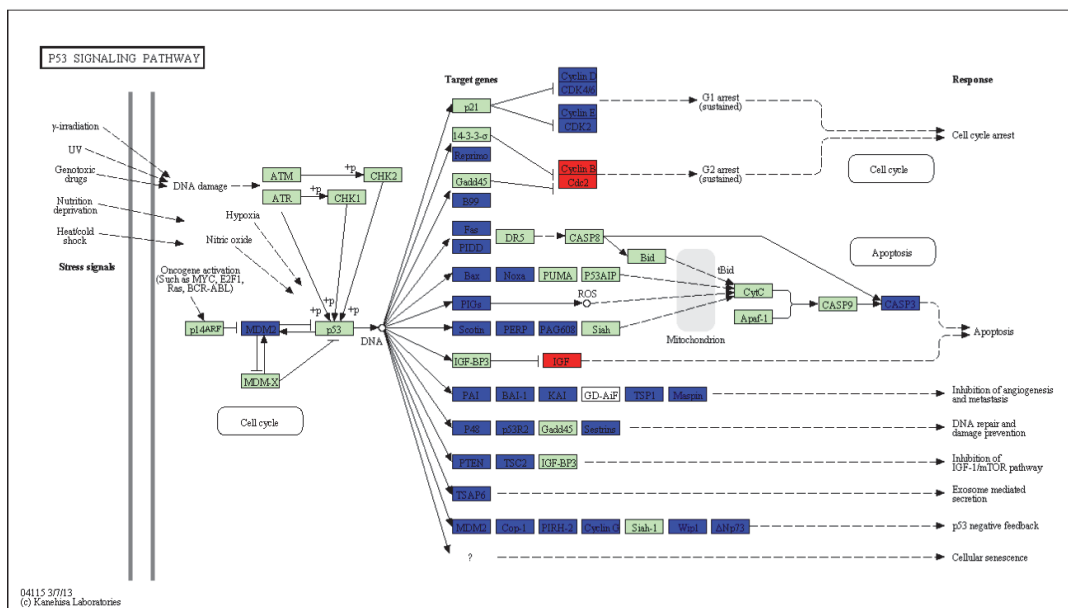 P53 SIGNALING PATHWAY
Target genes
Response
γ-irradiation
UV
Genotoxic
drugs
Nutrition
deprivation
Heat/cold
shock
Stress signals
DNA damage
ATM
+p
CHK2
ATR
+p
CHK1
Hypoxia
Nitric oxide
Oncogene activation
(Such as MYC, E2F1,
Ras, BCR-ABL)
+p
+p
+p
p14ARF
MDM2
p53
DNA
MDM-X
Cell cycle
p21
Cyclin D
CDK4/6
Cyclin E
CDK2
G1 arrest
(sustained)
14-3-3-σ
Reprimo
Gadd45
B99
Cyclin B
Cdc2
G2 arrest
(sustained)
Cell cycle arrest
Cell cycle
Fas
PIDD
DR5
CASP8
Bid
tBid
Apoptosis
Bax
Noxa
PUMA
P53AIP
CytC
PIGs
ROS
CASP9
CASP3
Scotin
PERP
PAG608
Siah
Apaf-1
Mitochondrion
Apoptosis
IGF-BP3
IGF
PAI
BAI-1
KAI
GD-AiF
TSP1
Maspin
Inhibition of angiogenesis
and metastasis
P48
p53R2
Gadd45
Sestrins
DNA repair and
damage prevention
PTEN
TSC2
IGF-BP3
Inhibition of
IGF-1/mTOR pathway
TSAP6
Exosome mediated
secretion
MDM2
Cop-1
PIRH-2
Cyclin G
Siah-1
Wip1
ΔNp73
p53 negative feedback
?
Cellular senescence
04115 3/7/13
(c) Kanehisa Laboratories